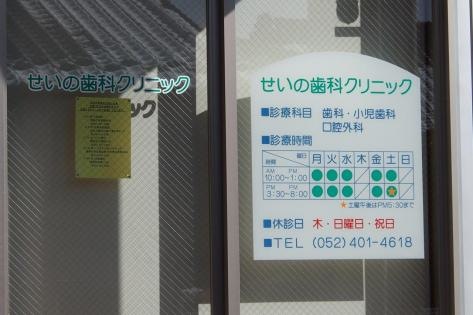 せいの歯科クリニック
せいの歯科クリニック
■診療科目 歯科・小児歯科
口腔外科
■診療時間
時間 曜日 月 火 水 木 金 土 日
AM 10:00~1:00 ● ● ● ／ ● ● ／
PM 3:30~8:00 ● ● ● ／ ● ★ ／
★土曜午後はPM5:30まで
■休診日 木・日曜日・祝日
■TEL (052)401-4618